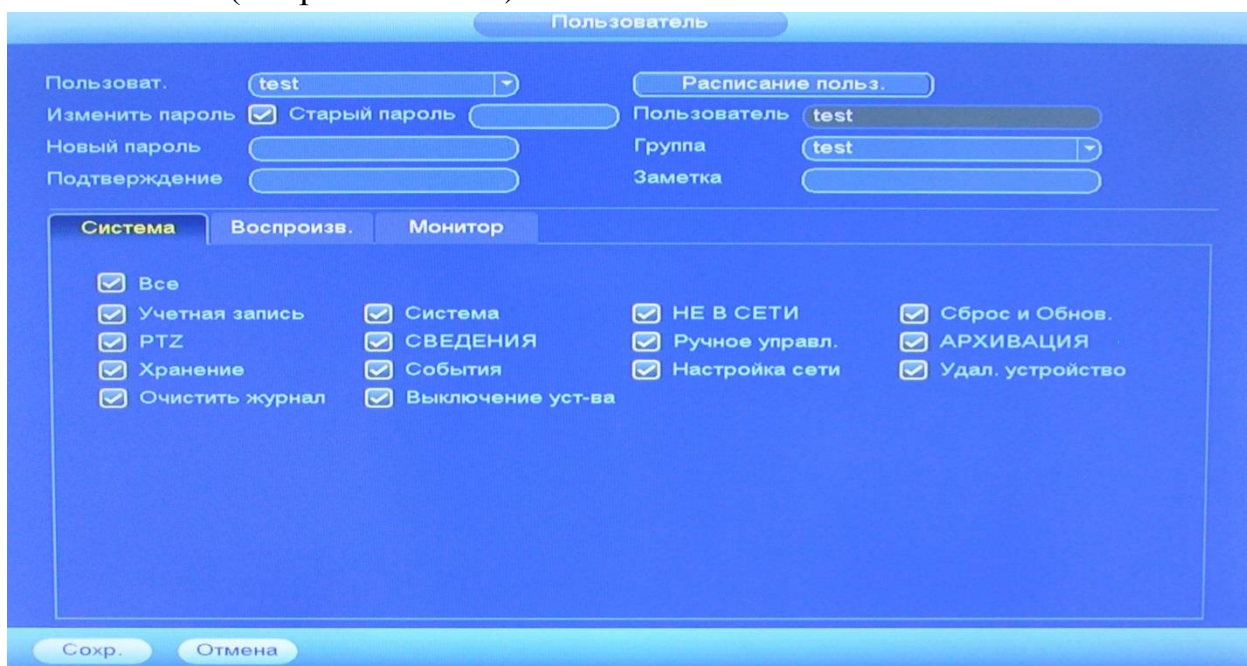 Пользователь
Пользоват. test Расписание польз.
Изменить пароль Старый пароль Пользователь test
Новый пароль Группа test
Подтверждение Заметка
Система Воспроизв. Монитор
Все
Учетная запись Система НЕ В СЕТИ Сброс и Обнов.
PTZ СВЕДЕНИЯ Ручное управл. АРХИВАЦИЯ
Хранение События Настройка сети Удал. устройство
Очистить журнал Выключение уст-ва
Сохр. Отмена